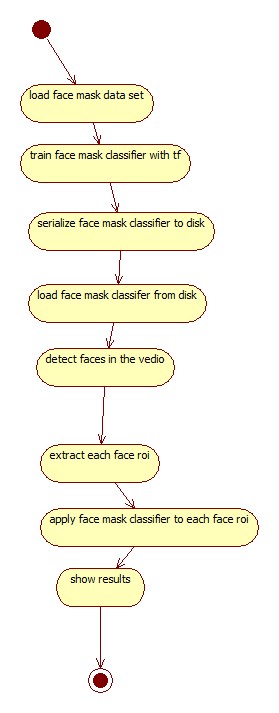 load face mask data set
train face mask classifier with tf
serialize face mask classifier to disk
load face mask classifer from disk
detect faces in the vedio
extract each face roi
apply face mask classifier to each face roi
show results